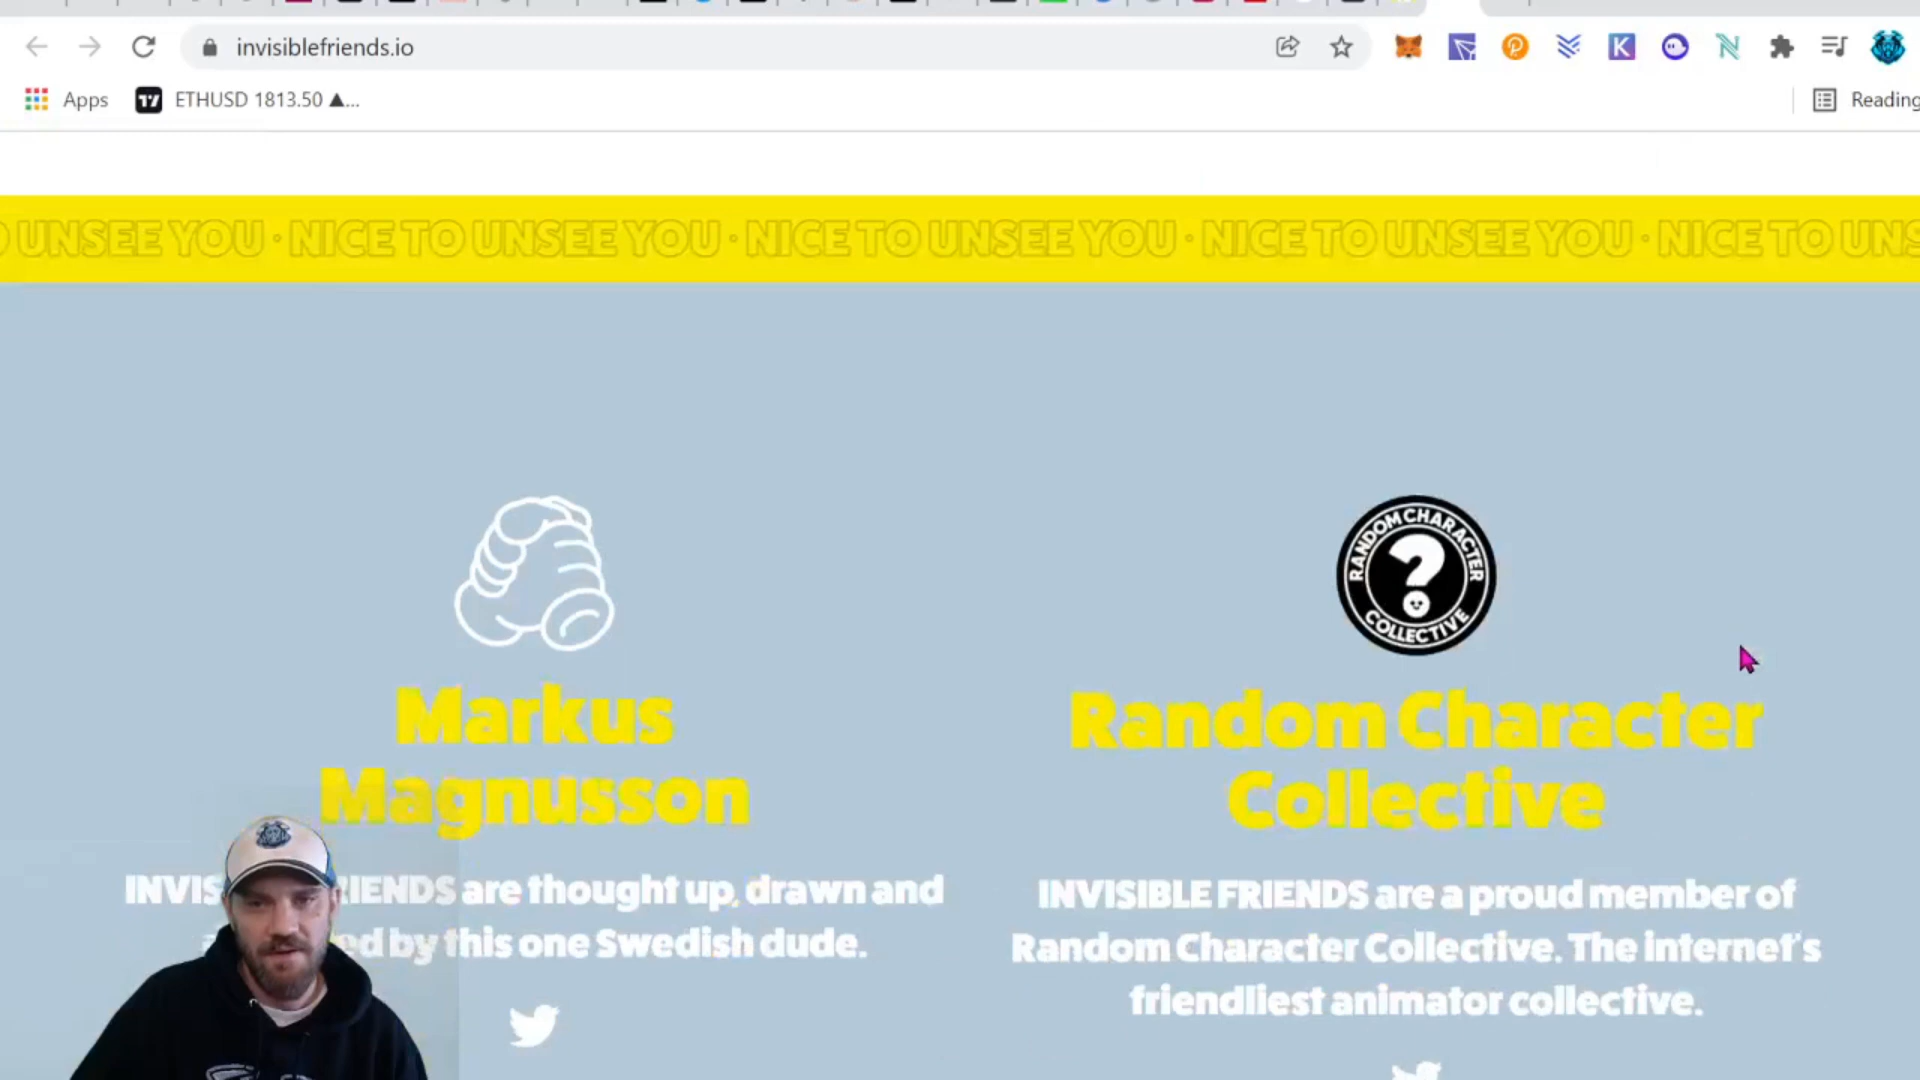 invisiblefriends.io
Apps
ETHUSD 1813.50 ▲...
Reading
UNSEE YOU · NICE TO UNSEE YOU · NICE TO UNSEE YOU · NICE TO UNSEE YOU · NICE TO UNS
RANDOM CHARACTER
?
COLLECTIVE
Markus
Magnusson
Random Character
Collective
INVIS IENDS are thought up, drawn and
ed by this one Swedish dude.
INVISIBLE FRIENDS are a proud member of
Random Character Collective. The internet's
friendliest animator collective.